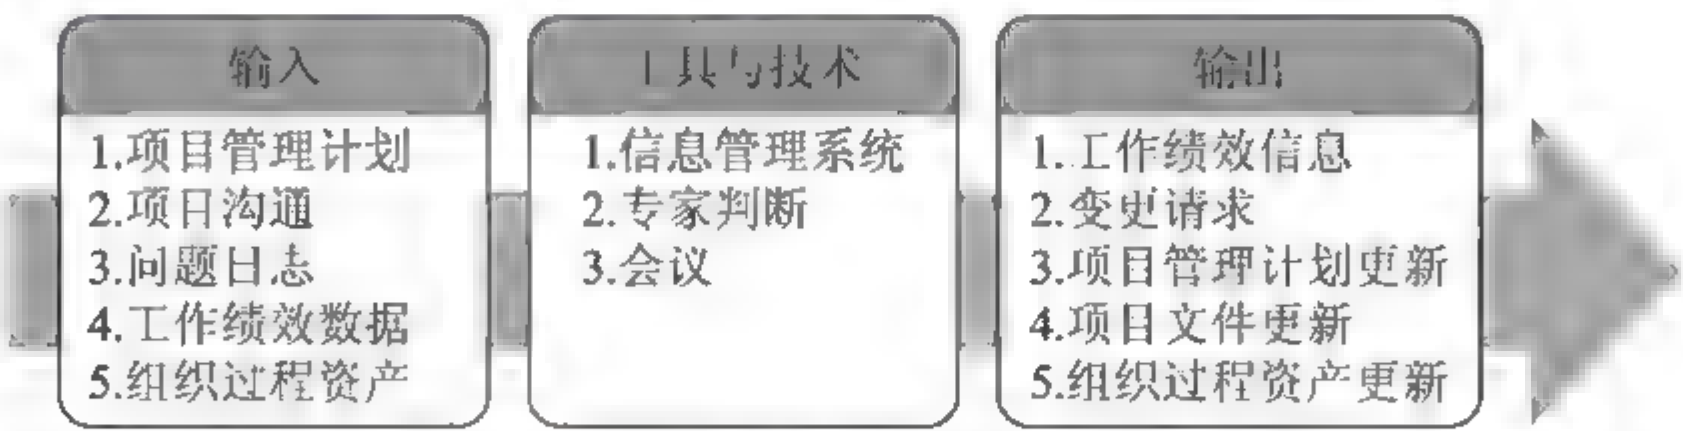 输入
1.项目管理计划
2.项目沟通
3.问题日志
4.工作绩效数据
5.组织过程资产
工具与技术
1.信息管理系统
2.专家判断
3.会议
输出
1.工作绩效信息
2.变更请求
3.项目管理计划更新
4.项目文件更新
5.组织过程资产更新